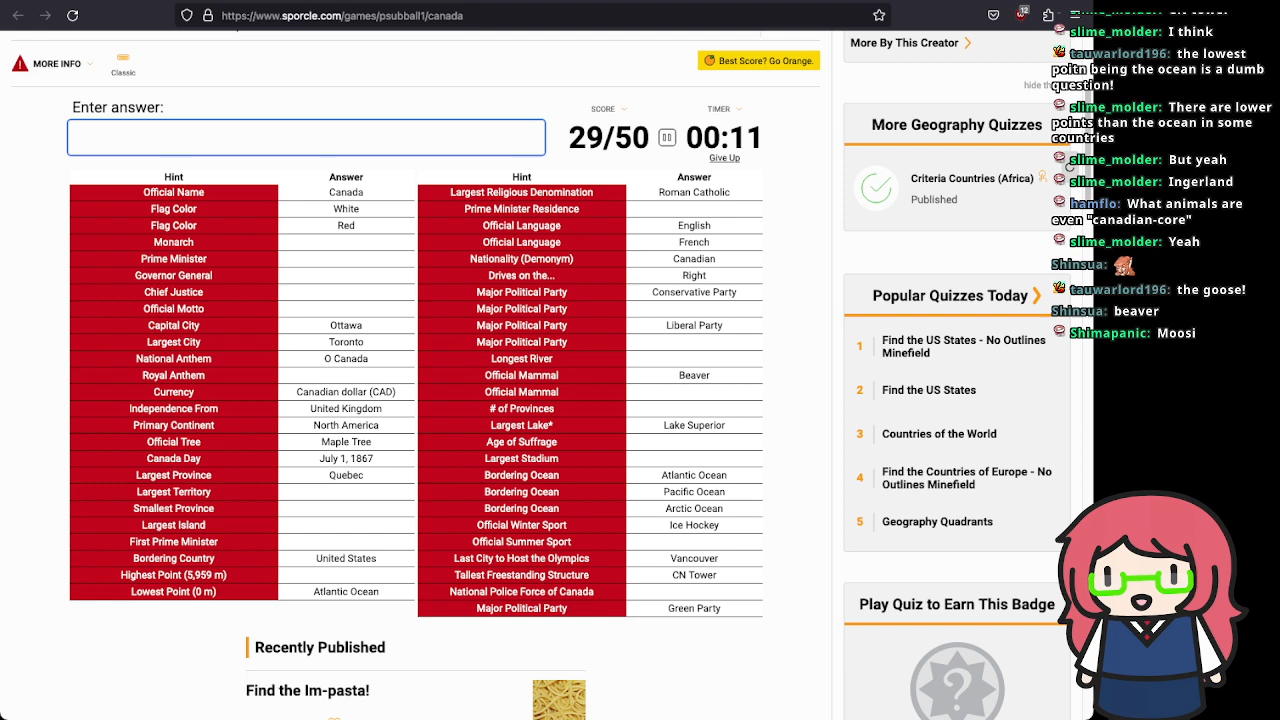 https://www.sporcle.com/games/psubball1/canada
12
MORE INFO
Classic
Best Score? Go Orange.
Enter answer:
SCORE
TIMER
29/50
00:11
Give Up
Hint Answer Hint Answer
Official Name Canada Largest Religious Denomination Roman Catholic
Flag Color White Prime Minister Residence
Flag Color Red Official Language English
Monarch Official Language French
Prime Minister Nationality (Demonym) Canadian
Governor General Drives on the... Right
Chief Justice Major Political Party Conservative Party
Official Motto Major Political Party
Capital City Ottawa Major Political Party Liberal Party
Largest City Toronto Major Political Party
National Anthem O Canada Longest River
Royal Anthem Official Mammal Beaver
Currency Canadian dollar (CAD) Official Mammal
Independence From United Kingdom # of Provinces
Primary Continent North America Largest Lake* Lake Superior
Official Tree Maple Tree Age of Suffrage
Canada Day July 1, 1867 Largest Stadium
Largest Province Quebec Bordering Ocean Atlantic Ocean
Largest Territory Bordering Ocean Pacific Ocean
Smallest Province Bordering Ocean Arctic Ocean
Largest Island Official Winter Sport Ice Hockey
First Prime Minister Official Summer Sport
Bordering Country United States Last City to Host the Olympics Vancouver
Highest Point (5,959 m) Tallest Freestanding Structure CN Tower
Lowest Point (0 m) Atlantic Ocean National Police Force of Canada
Major Political Party Green Party
Recently Published
Find the Im-pasta!
More By This Creator
hide th
More Geography Quizzes
Criteria Countries (Africa)
Published
Popular Quizzes Today
1 Find the US States - No Outlines
Minefield
2 Find the US States
3 Countries of the World
4 Find the Countries of Europe - No
Outlines Minefield
5 Geography Quadrants
Play Quiz to Earn This Badge
?
slime_molder: I think
tauwarlord196: the lowest
poitn being the ocean is a dumb
question!
slime_molder: There are lower
points than the ocean in some
countries
slime_molder: But yeah
slime_molder: Ingerland
hamflo: What animals are
even "canadian-core"
slime_molder: Yeah
Shinsua:
tauwarlord196: the goose!
Shinsua: beaver
Shimapanic: Moosi